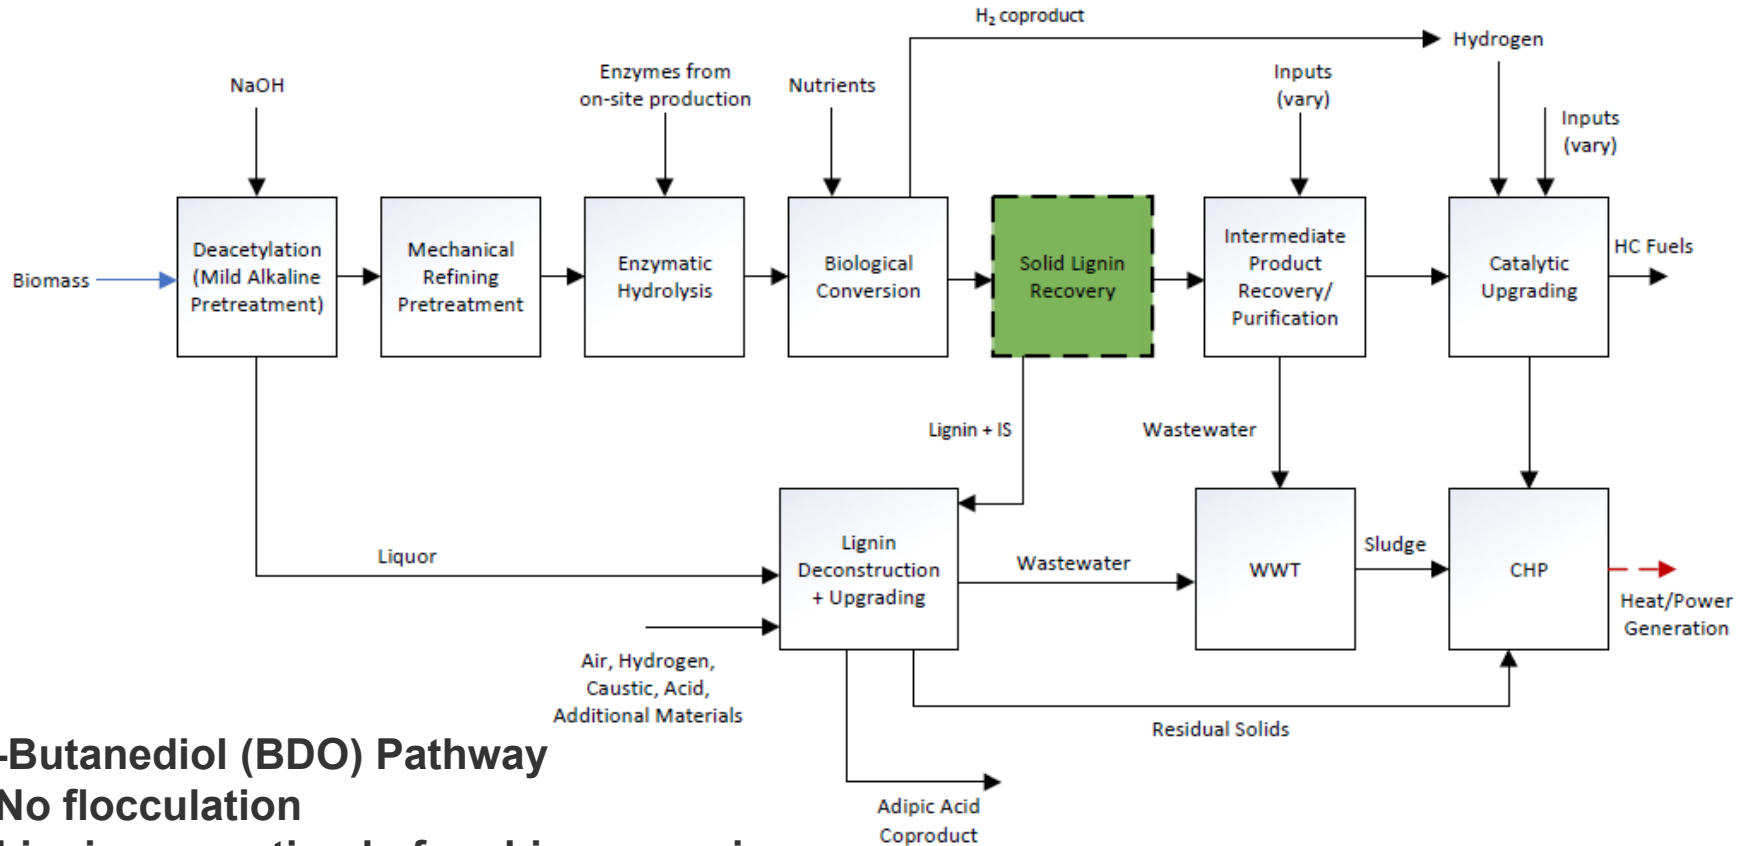 H₂ coproduct
Hydrogen
NaOH
Enzymes from
on-site production
Nutrients
Inputs
(vary)
Inputs
(vary)
Biomass
Deacetylation
(Mild Alkaline
Pretreatment)
Mechanical
Refining
Pretreatment
Enzymatic
Hydrolysis
Biological
Conversion
Solid Lignin
Recovery
Intermediate
Product
Recovery/
Purification
Catalytic
Upgrading
HC Fuels
Lignin + IS
Wastewater
Liquor
Lignin
Deconstruction
+ Upgrading
Wastewater
WWT
Sludge
CHP
Heat/Power
Generation
Air, Hydrogen,
Caustic, Acid,
Additional Materials
Residual Solids
Adipic Acid
Coproduct
-Butanediol (BDO) Pathway
No flocculation